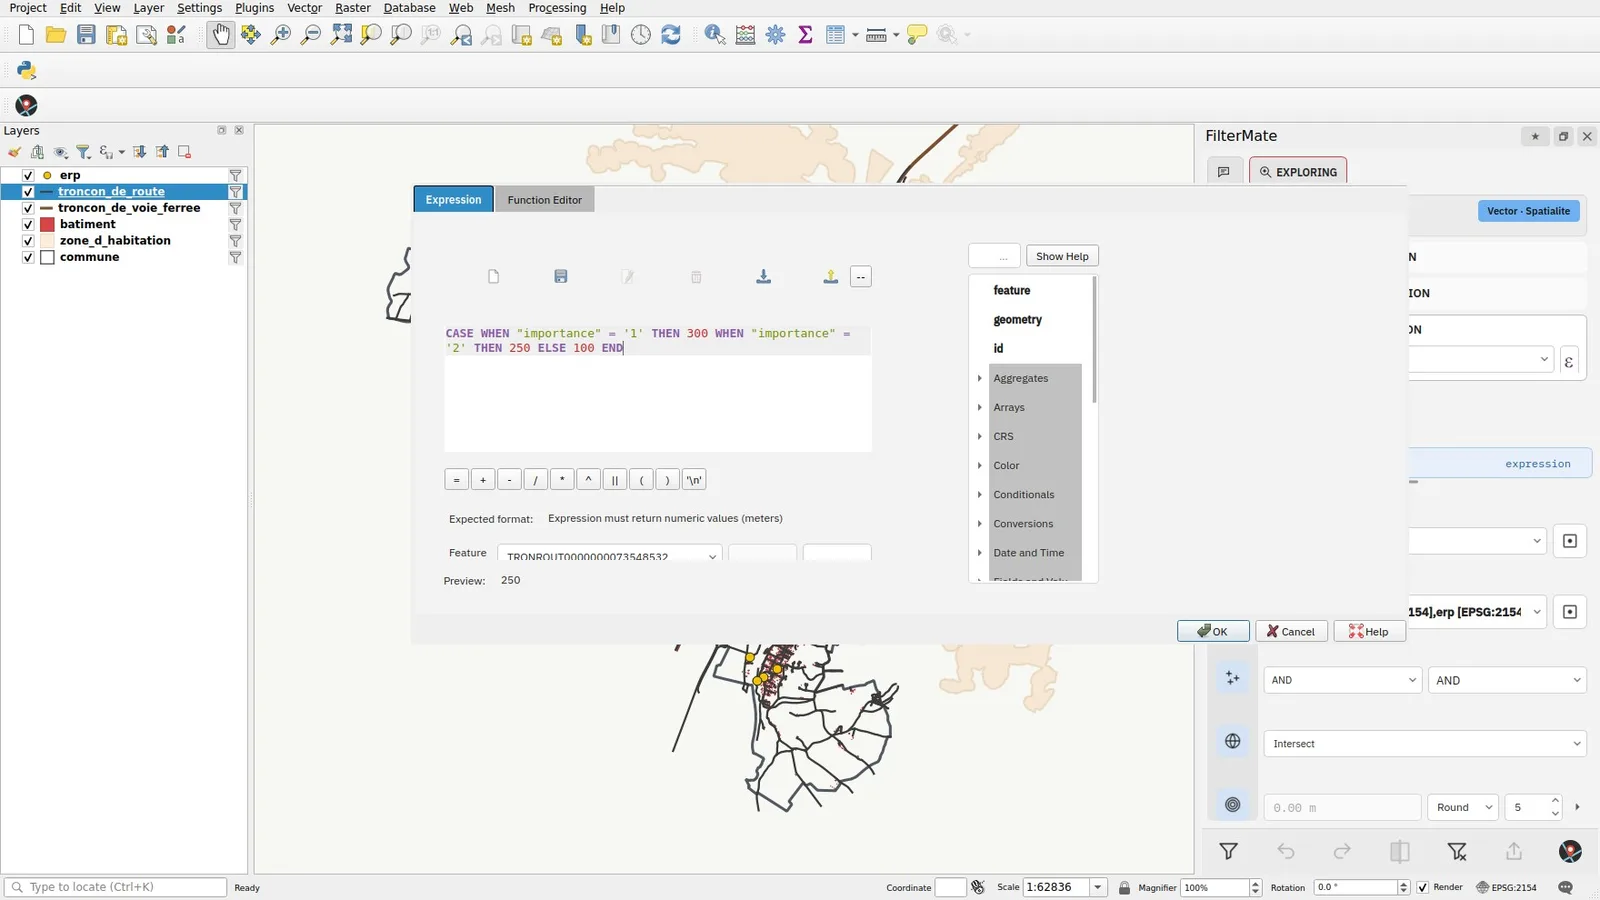 Project Edit View Layer Settings Plugins Vector Raster Database Web Mesh Processing Help
Layers
erp
troncon_de_route
troncon_de_voie_ferree
batiment
zone_d_habitation
commune
Expression Function Editor
... Show Help
--
CASE WHEN "importance" = '1' THEN 300 WHEN "importance" =
'2' THEN 250 ELSE 100 END
= + - / * ^ || ( ) '\n'
Expected format: Expression must return numeric values (meters)
Feature TRONROUT0000000073548532
Preview: 250
feature
geometry
id
Aggregates
Arrays
CRS
Color
Conditionals
Conversions
Date and Time
OK Cancel Help
FilterMate
EXPLORING
Vector · Spatialite
N
ION
ON
ε
expression
154],erp [EPSG:2154
AND AND
Intersect
0.00 m Round 5
Type to locate (Ctrl+K) Ready Coordinate Scale 1:62836 Magnifier 100% Rotation 0.0 ° Render EPSG:2154